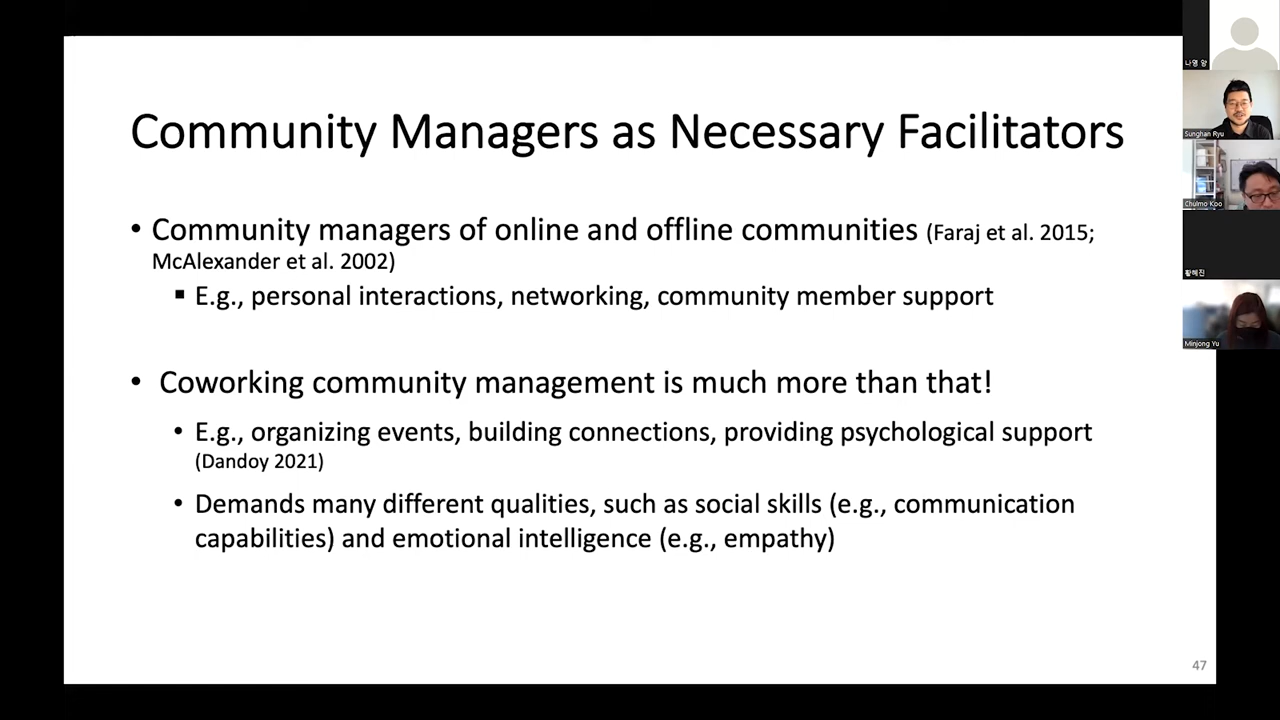 Community Managers as Necessary Facilitators
• Community managers of online and offline communities (Faraj et al. 2015;
McAlexander et al. 2002)
▪ E.g., personal interactions, networking, community member support
• Coworking community management is much more than that!
• E.g., organizing events, building connections, providing psychological support
(Dandoy 2021)
• Demands many different qualities, such as social skills (e.g., communication
capabilities) and emotional intelligence (e.g., empathy)
47
나영 양
Sunghan Ryu
Chulmo Koo
황혜진
Minjong Yu